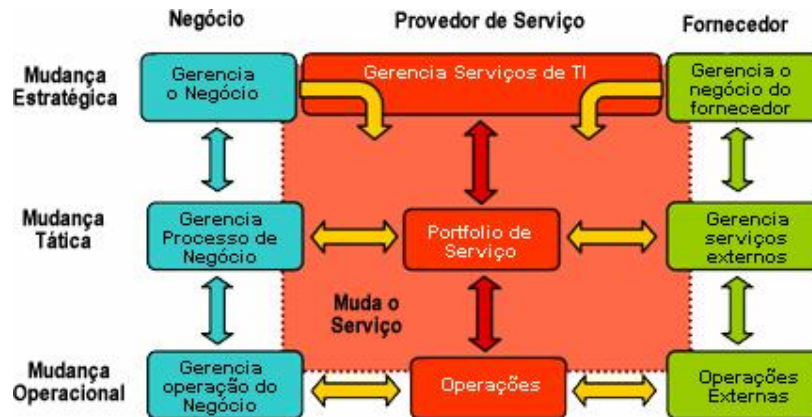 Negócio
Provedor de Serviço
Fornecedor
Mudança
Estratégica
Gerencia
o Negócio
Gerencia Serviços de TI
Gerencia o
negócio do
fornecedor
Mudança
Tática
Gerencia
Processo de
Negócio
Portfolio de
Serviço
Gerencia
serviços
externos
Muda o
Serviço
Mudança
Operacional
Gerencia
operação do
Negócio
Operações
Operações
Externas